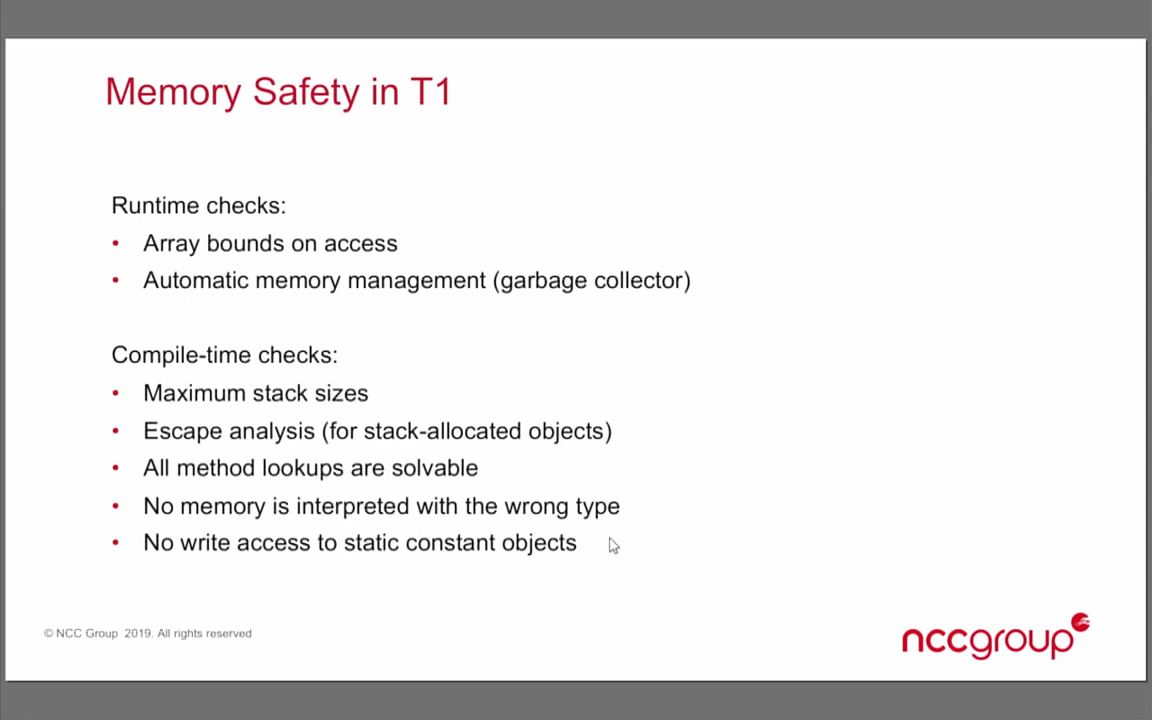 Memory Safety in T1
Runtime checks:
• Array bounds on access
• Automatic memory management (garbage collector)
Compile-time checks:
• Maximum stack sizes
• Escape analysis (for stack-allocated objects)
• All method lookups are solvable
• No memory is interpreted with the wrong type
• No write access to static constant objects
© NCC Group 2019. All rights reserved
nccgroup